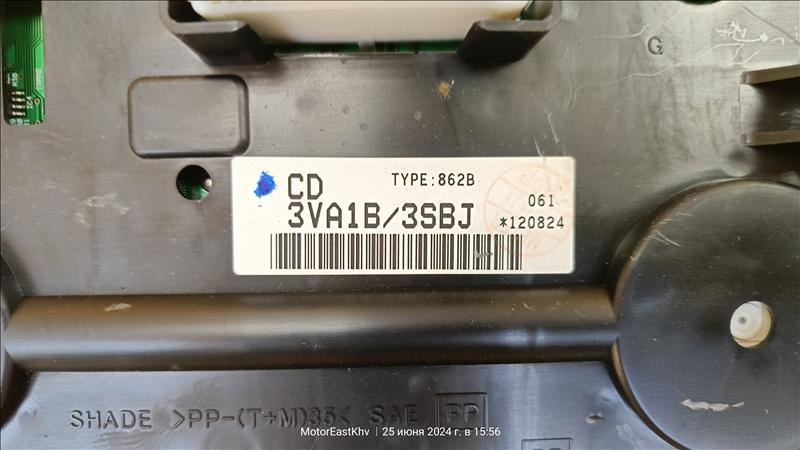 G
CD
TYPE:862B
3VA1B/3SBJ
061
*120824
SHADE >PP-(T+M)35< SAE PP
MotorEastKhv | 25 июня 2024 г. в 15:56